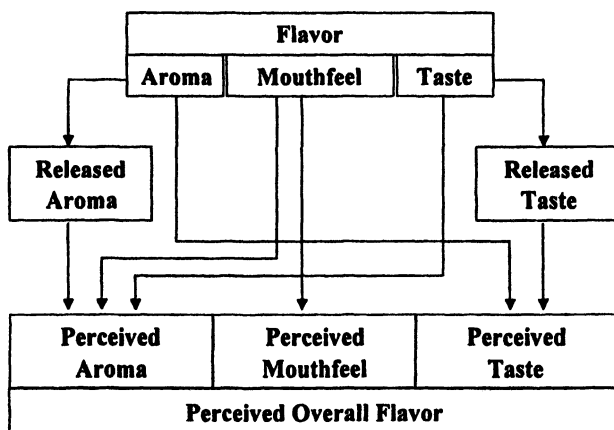 Flavor
Aroma Mouthfeel Taste
Released
Aroma
Released
Taste
Perceived
Aroma
Perceived
Mouthfeel
Perceived
Taste
Perceived Overall Flavor